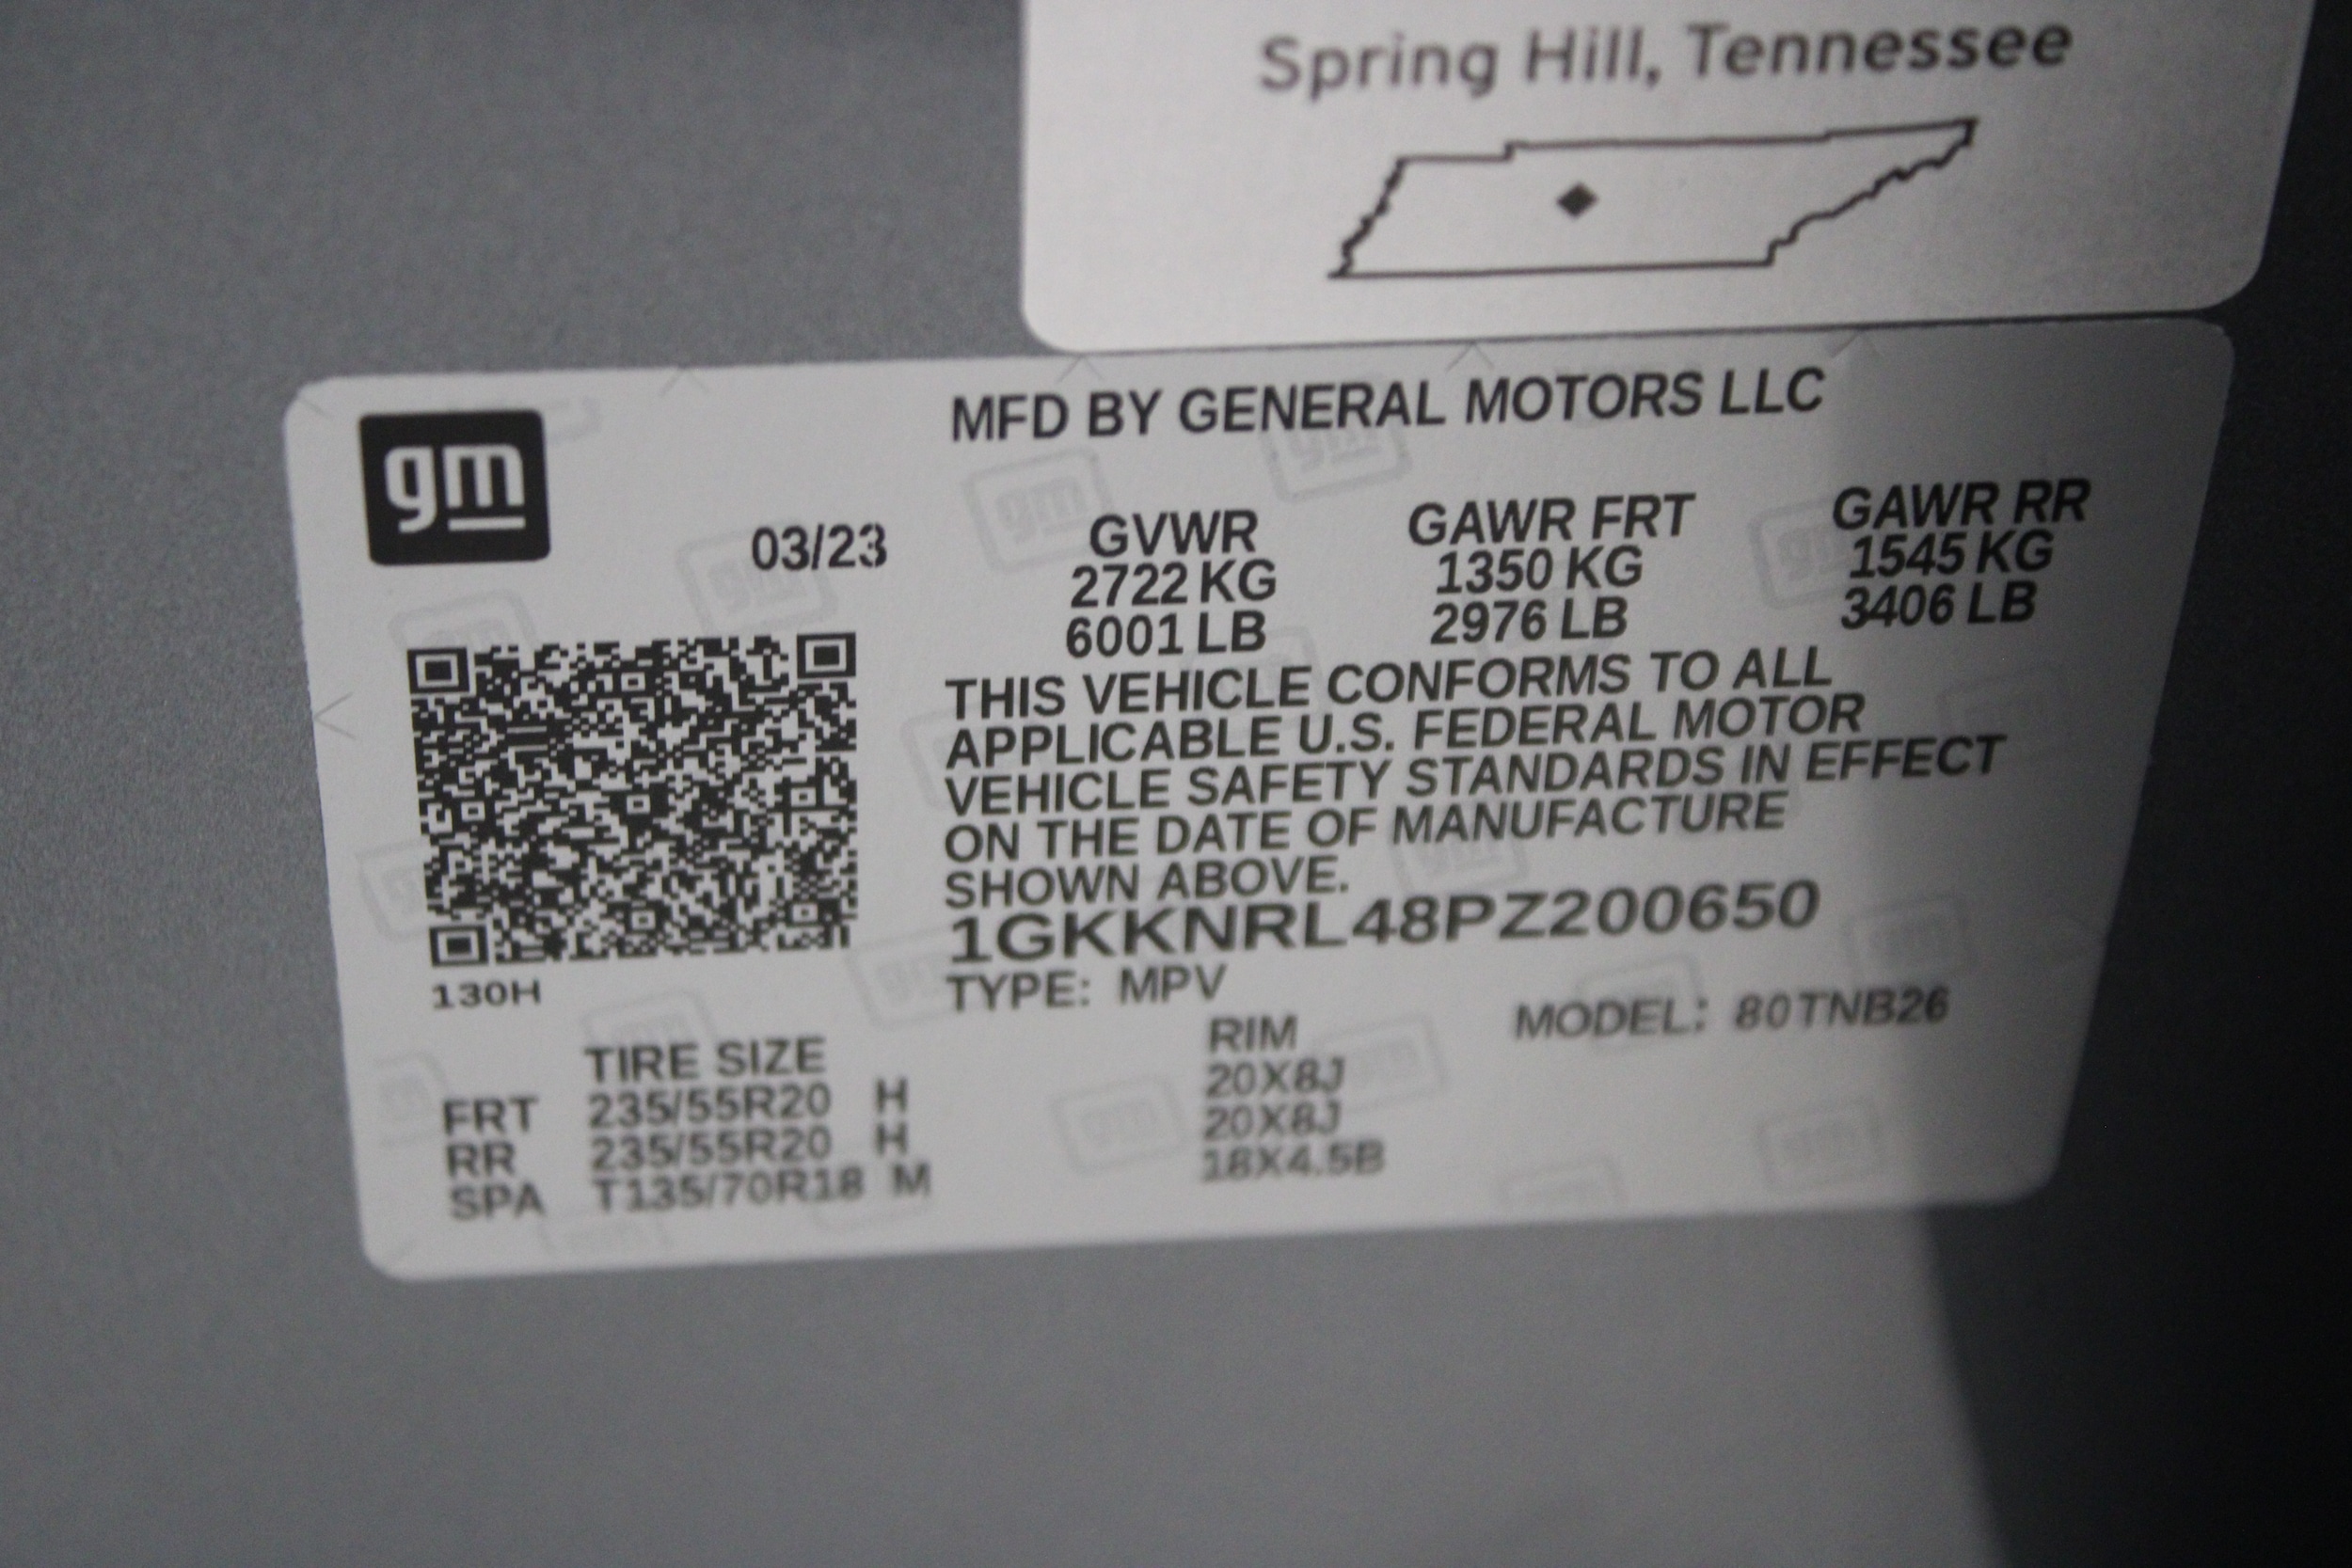 Spring Hill, Tennessee
gm
MFD BY GENERAL MOTORS LLC
03/23
GVWR GAWR FRT GAWR RR
2722 KG 1350 KG 1545 KG
6001 LB 2976 LB 3406 LB
THIS VEHICLE CONFORMS TO ALL
APPLICABLE U.S. FEDERAL MOTOR
VEHICLE SAFETY STANDARDS IN EFFECT
ON THE DATE OF MANUFACTURE
SHOWN ABOVE.
1GKKNRL48PZ200650
130H
TYPE: MPV MODEL: 80TNB26
TIRE SIZE RIM
FRT 235/55R20 H 20X8J
RR 235/55R20 H 20X8J
SPA T135/70R18 M 18X4.5B